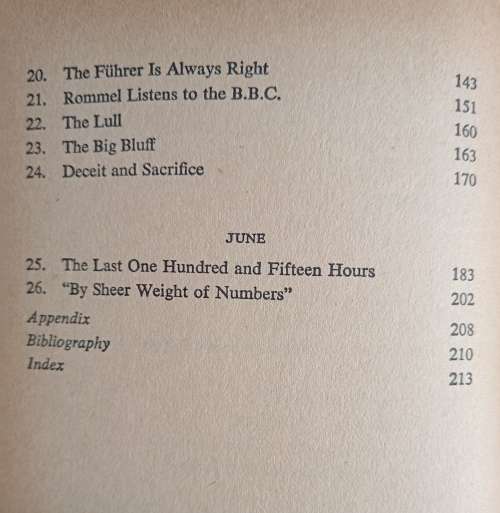 20. The Führer Is Always Right 143
21. Rommel Listens to the B.B.C. 151
22. The Lull 160
23. The Big Bluff 163
24. Deceit and Sacrifice 170
JUNE
25. The Last One Hundred and Fifteen Hours 183
26. “By Sheer Weight of Numbers” 202
Appendix 208
Bibliography 210
Index 213